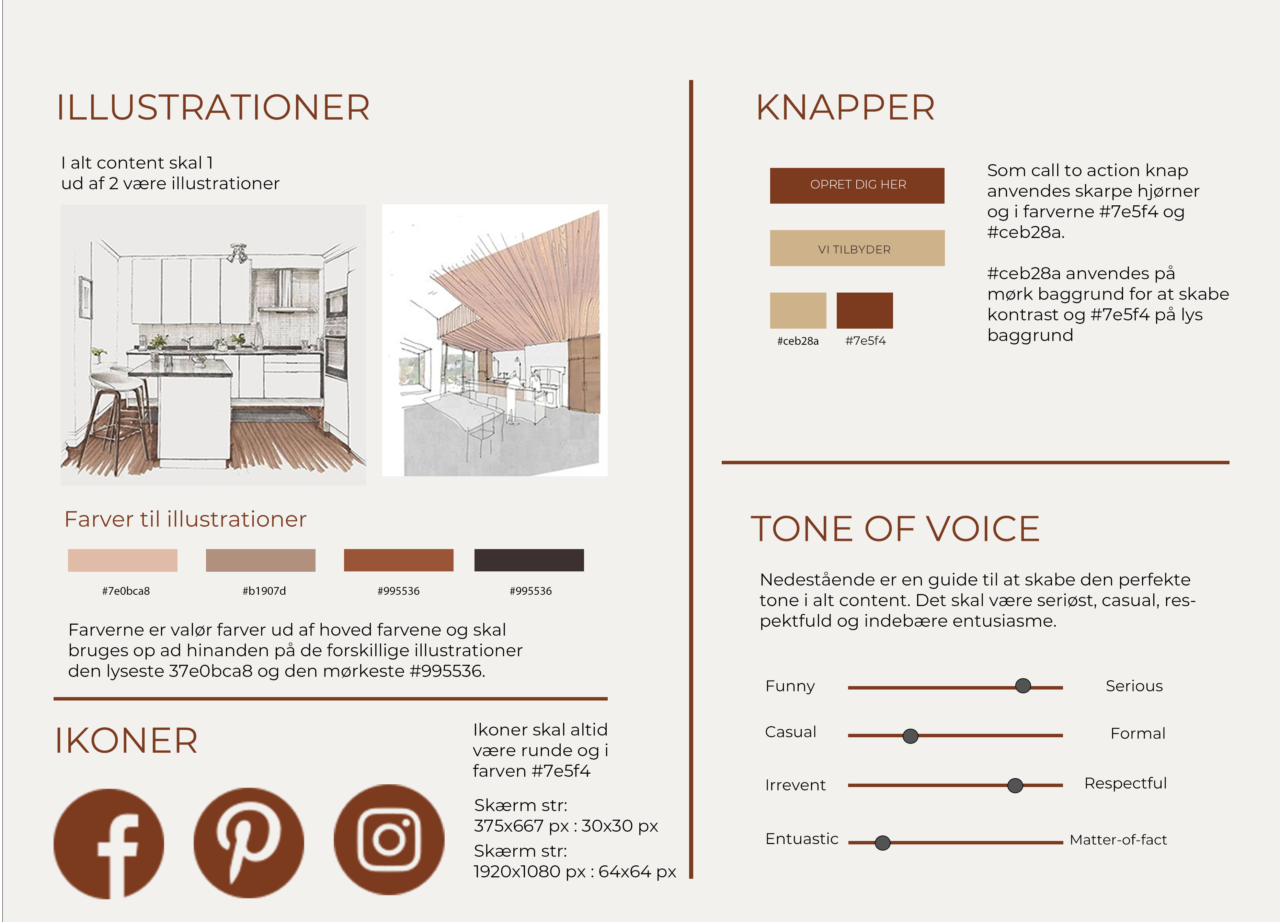 ILLUSTRATIONER
I alt content skal 1
ud af 2 være illustrationer
Farver til illustrationer
#7e0bca8
#b1907d
#995536
#995536
Farverne er valør farver ud af hoved farvene og skal
bruges op ad hinanden på de forskillige illustrationer
den lyseste 37e0bca8 og den mørkeste #995536.
IKONER
Ikoner skal altid
være runde og i
farven #7e5f4
Skærm str:
375x667 px : 30x30 px
Skærm str:
1920x1080 px : 64x64 px
KNAPPER
OPRET DIG HER
VI TILBYDER
#ceb28a
#7e5f4
Som call to action knap
anvendes skarpe hjørner
og i farverne #7e5f4 og
#ceb28a.
#ceb28a anvendes på
mørk baggrund for at skabe
kontrast og #7e5f4 på lys
baggrund
TONE OF VOICE
Nedestående er en guide til at skabe den perfekte
tone i alt content. Det skal være seriøst, casual, res-
pektfuld og indebære entusiasme.
Funny Serious
Casual Formal
Irrevent Respectful
Entuastic Matter-of-fact